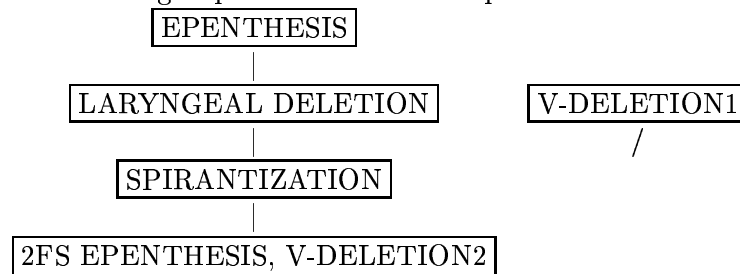 EPENTHESIS
LARYNGEAL DELETION V-DELETION1
SPIRANTIZATION
2FS EPENTHESIS, V-DELETION2